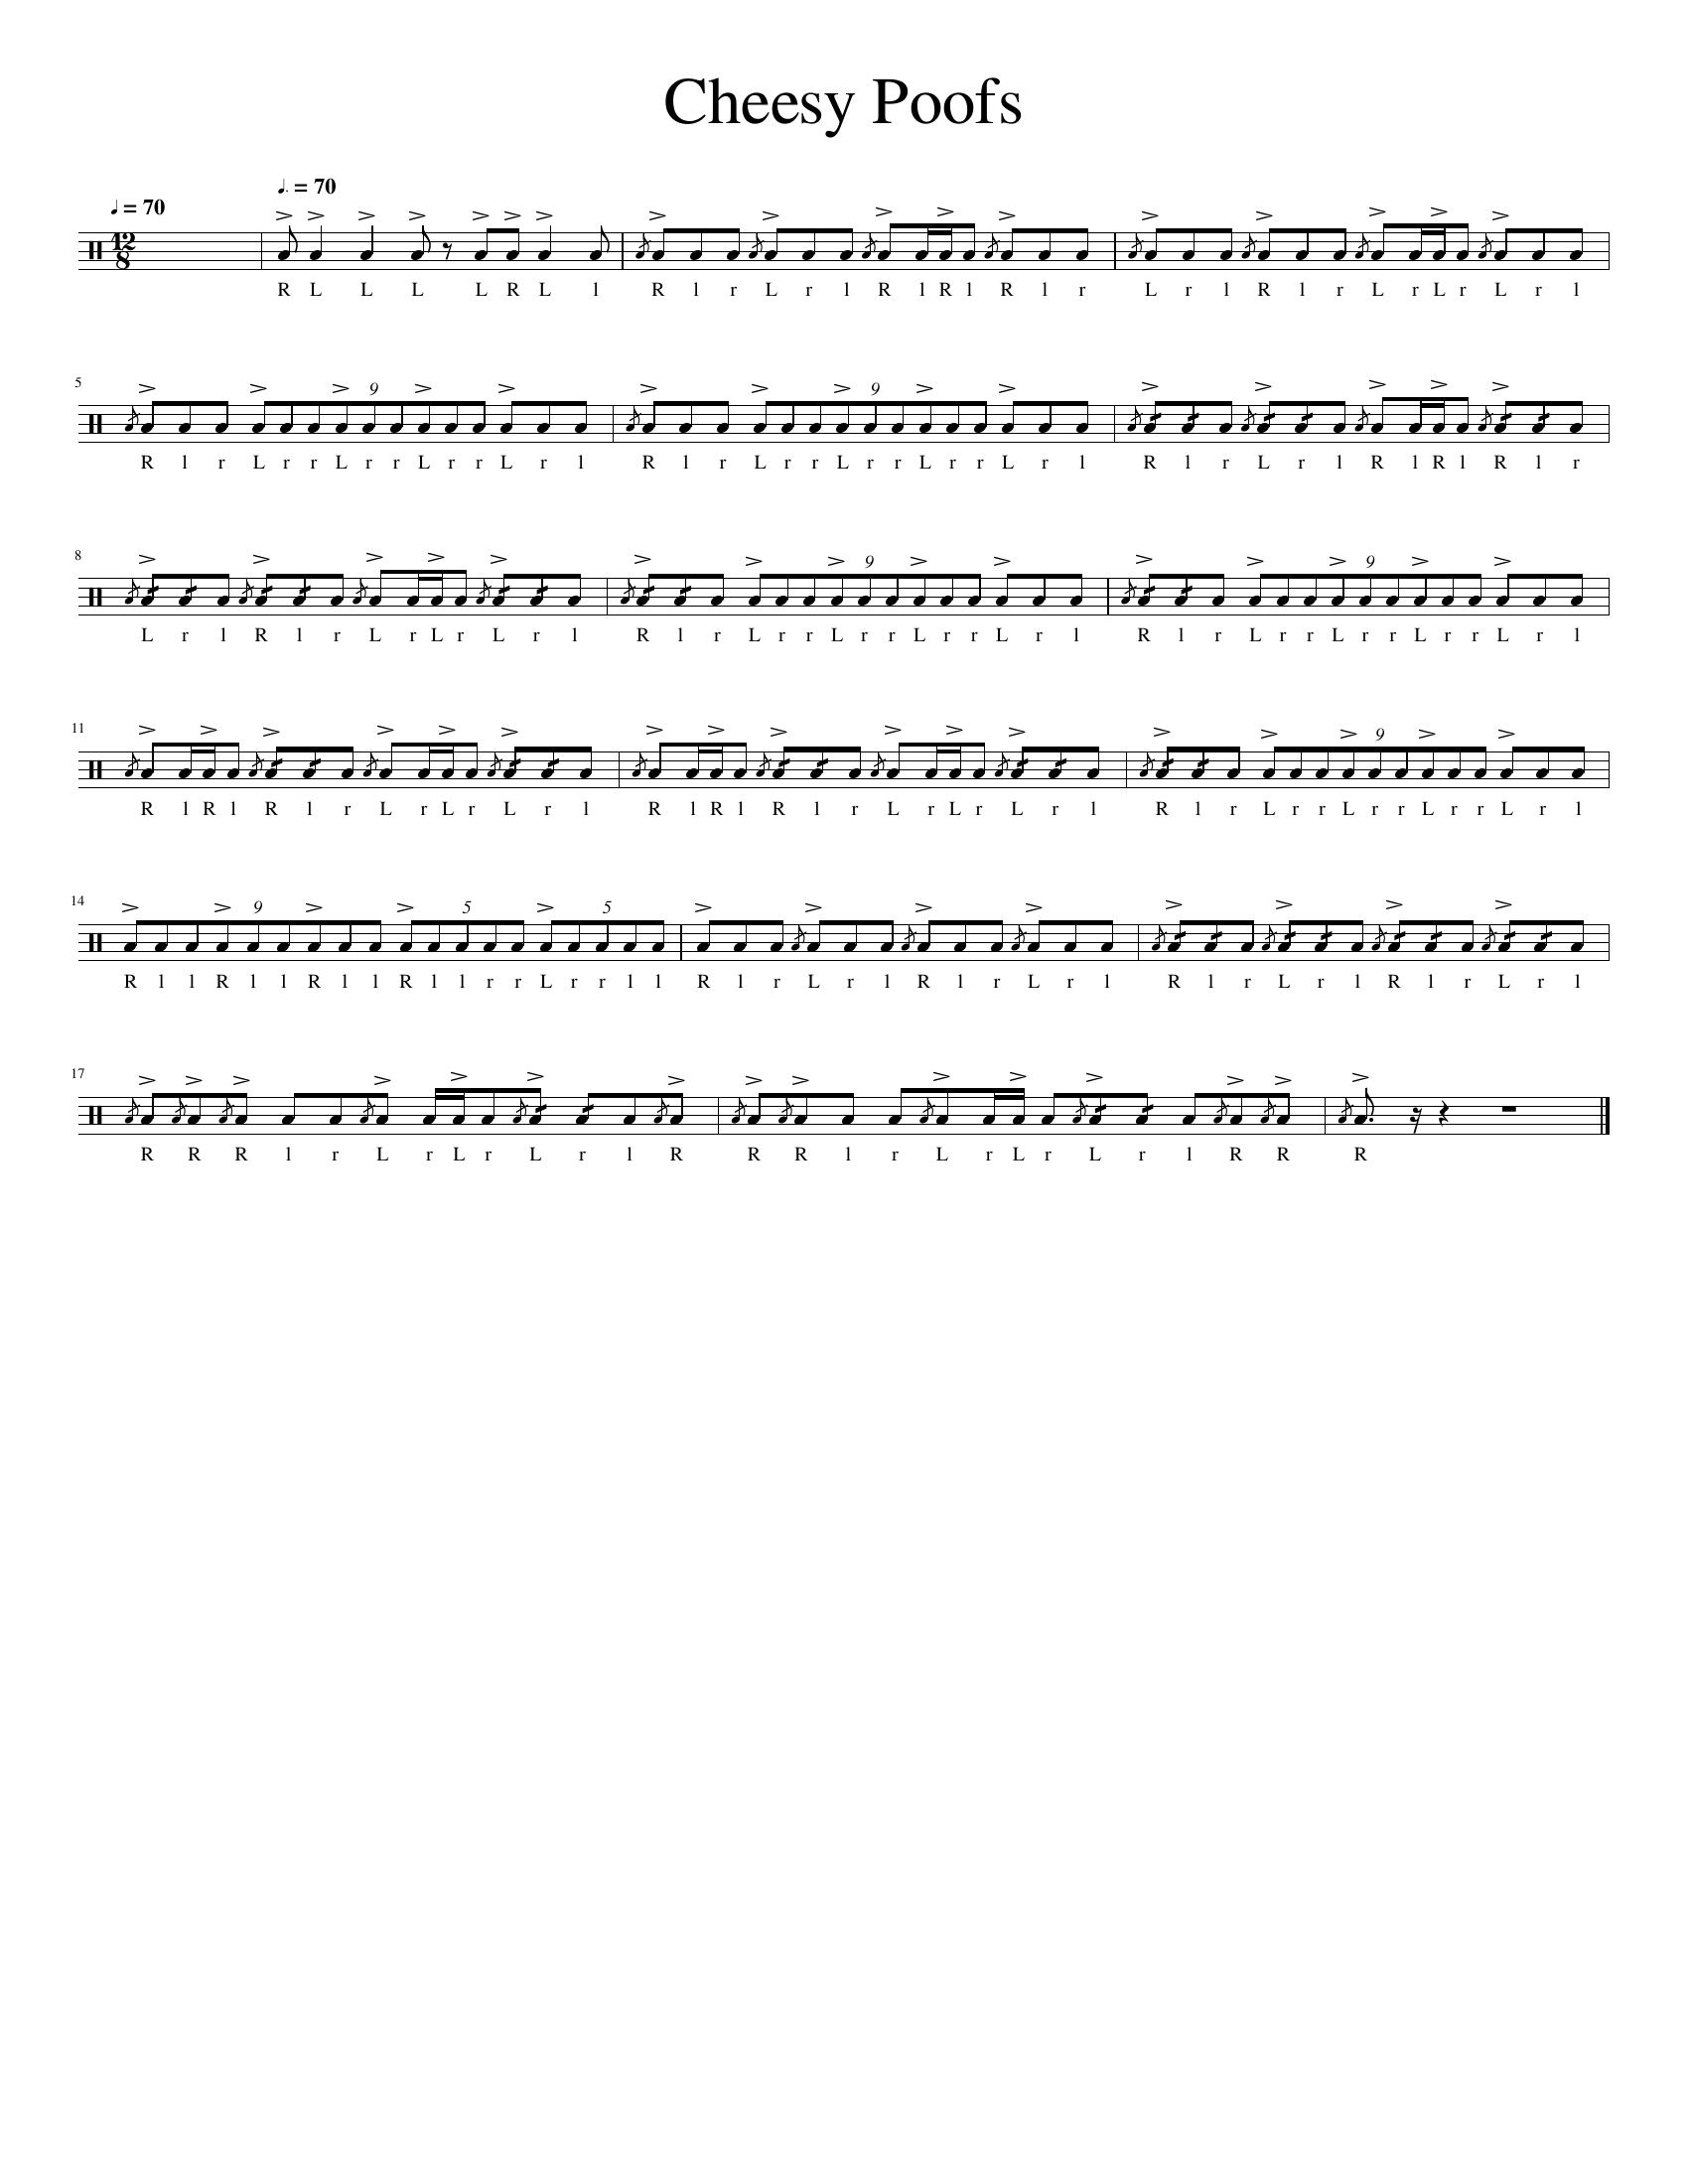 Cheesy Poofs
♩. = 70
♩ = 70
12
8
R L L L L R L l R l r L r l R l R l R l r L r l R l r L r L r L r l
5
9 9
R l r L r r L r r L r r L r l R l r L r r L r r L r r L r l R l r L r l R l R l R l r
8
9 9
L r l R l r L r L r L r l R l r L r r L r r L r r L r l R l r L r r L r r L r r L r l
11
9
R l R l R l r L r L r L r l R l R l R l r L r L r L r l R l r L r r L r r L r r L r l
14
9 5 5
R l l R l l R l l R l l r r L r r l l R l r L r l R l r L r l R l r L r l R l r L r l
17
R R R l r L r L r L r l R R R l r L r L r L r l R R R